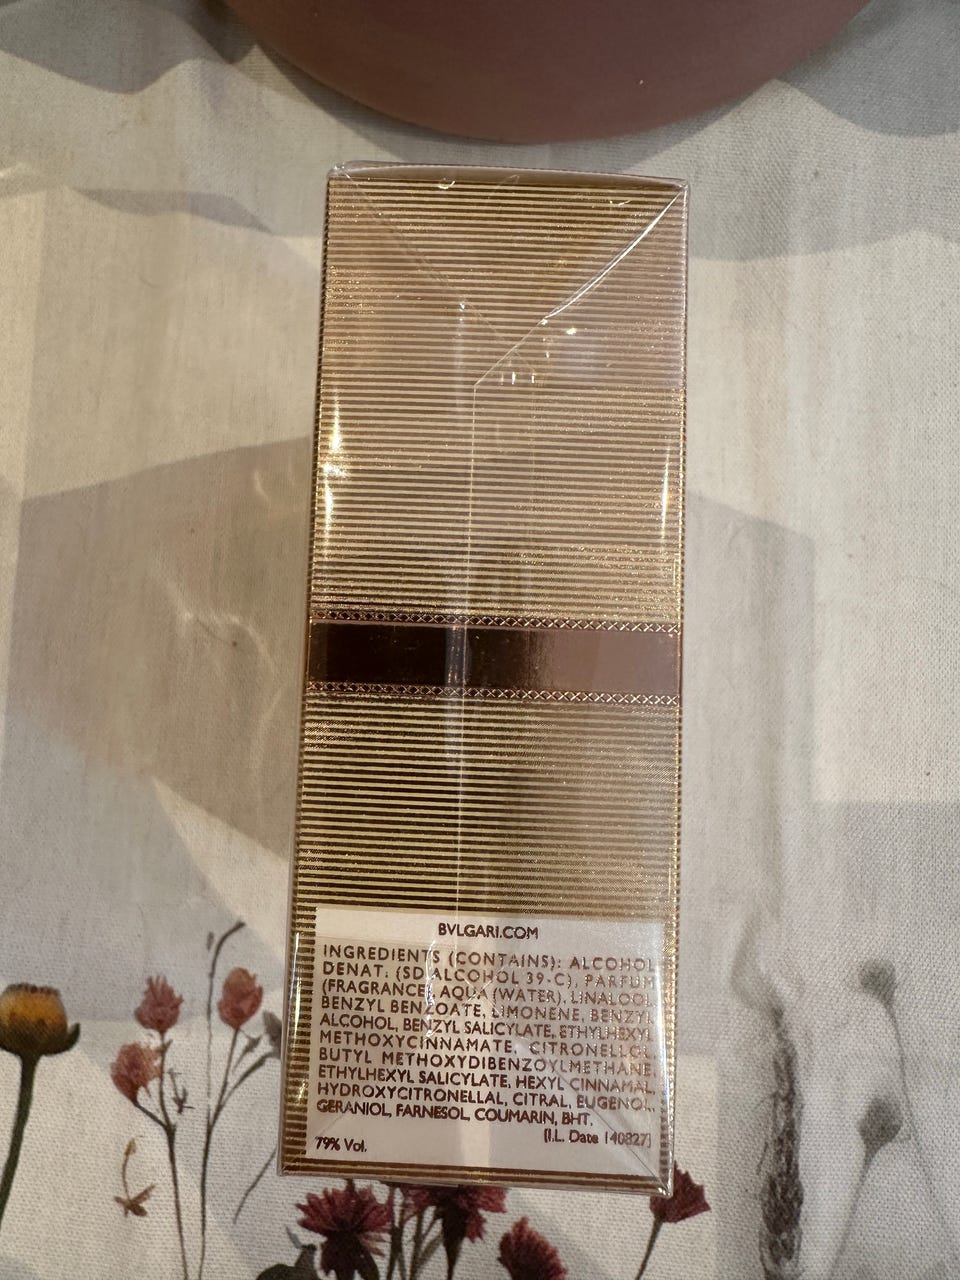 BVLGARI.COM
INGREDIENTS (CONTAINS): ALCOHOL
DENAT. (SD ALCOHOL 39-C), PARFUM
(FRAGRANCE), AQUA (WATER), LINALOOL,
BENZYL BENZOATE, LIMONENE, BENZYL
ALCOHOL, BENZYL SALICYLATE, ETHYLHEXYL
METHOXYCINNAMATE, CITRONELLOL,
BUTYL METHOXYDIBENZOYLMETHANE,
ETHYLHEXYL SALICYLATE, HEXYL CINNAMAL,
HYDROXYCITRONELLAL, CITRAL, EUGENOL,
GERANIOL, FARNESOL, COUMARIN, BHT.
[I.L. Date 140827]
79% Vol.